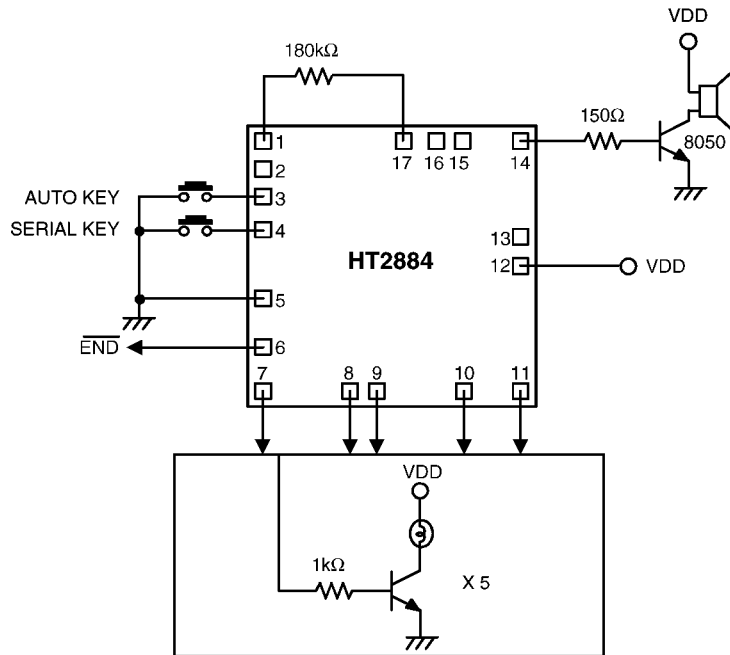 VDD
180kΩ
150Ω
8050
1
17
16
15
14
2
AUTO KEY
3
SERIAL KEY
4
13
HT2884
12
VDD
5
END
6
7
8
9
10
11
VDD
1kΩ
X 5